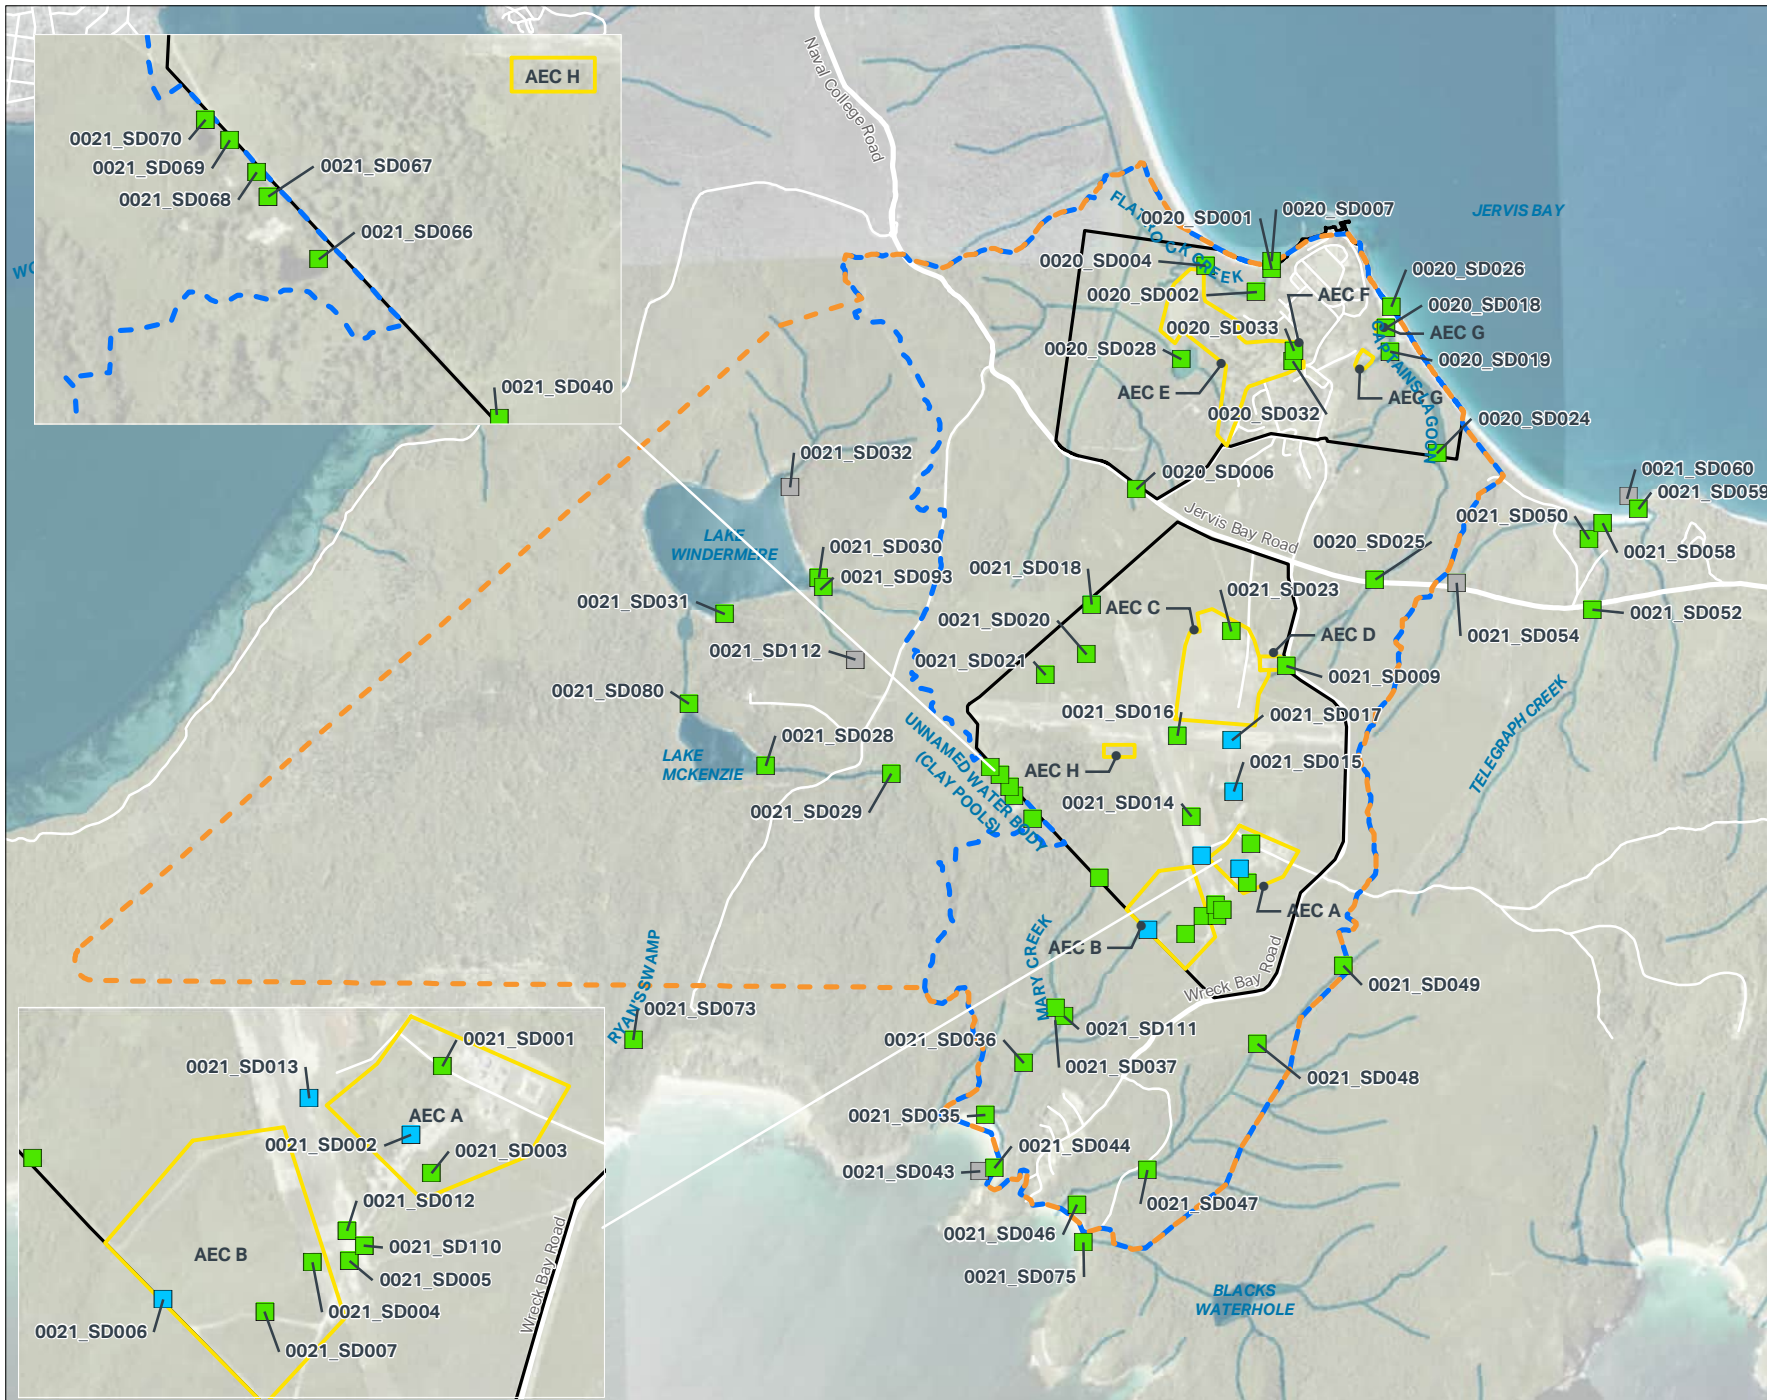 AEC H
0021_SD070
0021_SD069
0021_SD068
0021_SD067
0021_SD066
0021_SD040
Naval College Road
JERVIS BAY
FLAT ROCK CREEK
0020_SD001
0020_SD007
0020_SD004
0020_SD002
AEC F
0020_SD026
0020_SD018
AEC G
0020_SD033
0020_SD028
0020_SD019
AEC E
AEC G
CAPTAINS LAGOON
0020_SD032
0020_SD024
0020_SD006
0021_SD032
0021_SD060
0021_SD059
0021_SD050
0021_SD058
Jervis Bay Road
0020_SD025
LAKE
WINDERMERE
0021_SD030
0021_SD093
0021_SD018
0021_SD023
0021_SD031
AEC C
0021_SD020
AEC D
0021_SD054
0021_SD052
0021_SD112
0021_SD021
0021_SD009
0021_SD080
0021_SD016
0021_SD017
TELEGRAPH CREEK
0021_SD028
LAKE
MCKENZIE
UNNAMED WATER BODY
(CLAY POOLS)
AEC H
0021_SD015
0021_SD029
0021_SD014
AEC A
AEC B
MARY CREEK
Wreck Bay Road
0021_SD049
RYAN'S SWAMP
0021_SD073
0021_SD111
0021_SD036
0021_SD037
0021_SD048
0021_SD035
0021_SD044
0021_SD043
0021_SD047
0021_SD046
0021_SD075
BLACKS
WATERHOLE
0021_SD001
0021_SD013
AEC A
0021_SD002
0021_SD003
0021_SD012
0021_SD110
AEC B
0021_SD005
0021_SD004
0021_SD006
0021_SD007
Wreck Bay Road